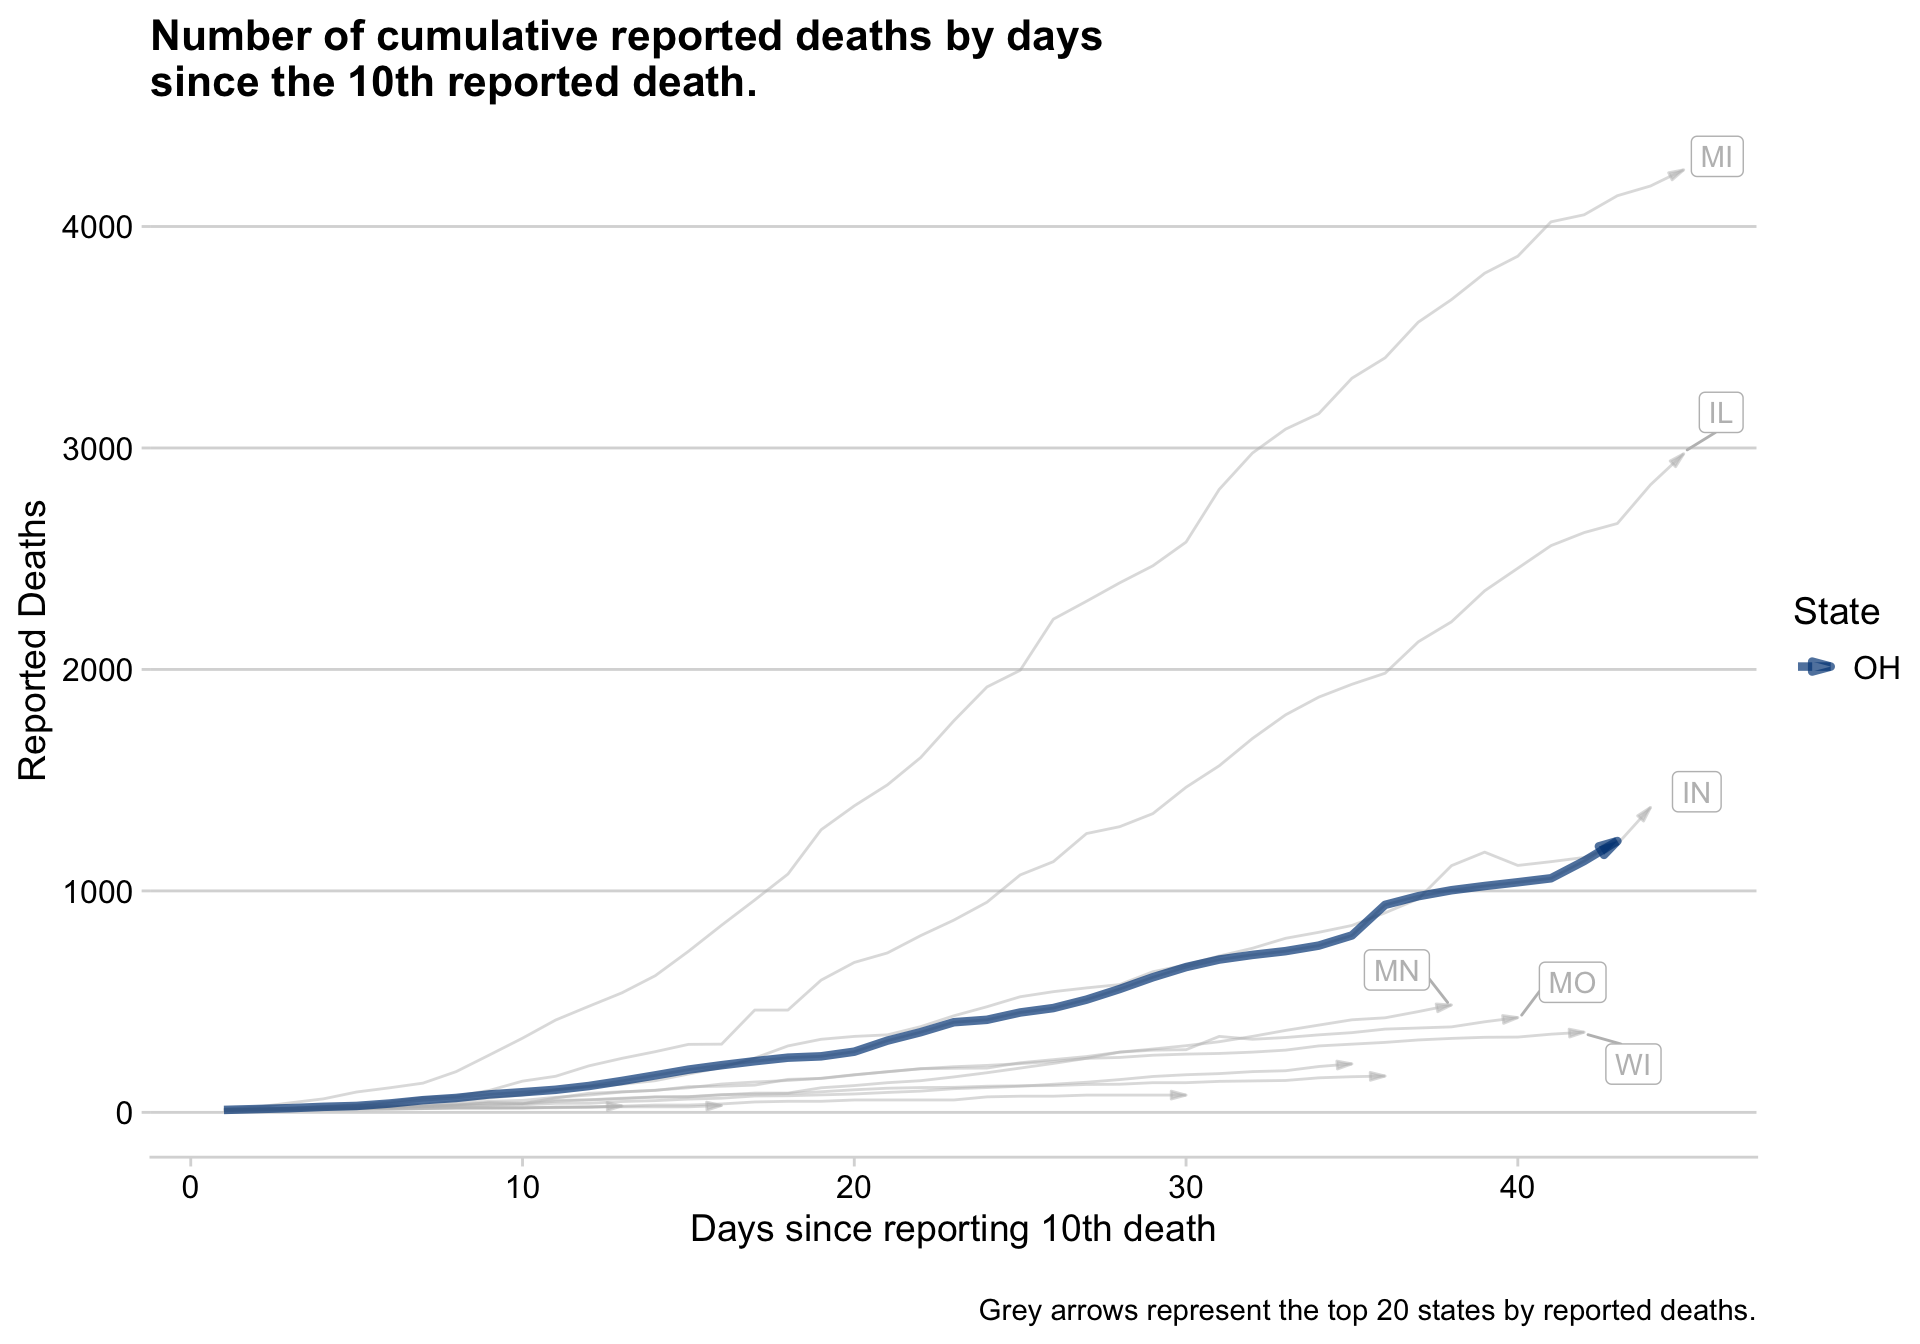 Number of cumulative reported deaths by days
since the 10th reported death.
MI
4000
IL
3000
Reported Deaths
State
OH
2000
IN
1000
MN
MO
WI
0
0 10 20 30 40
Days since reporting 10th death
Grey arrows represent the top 20 states by reported deaths.